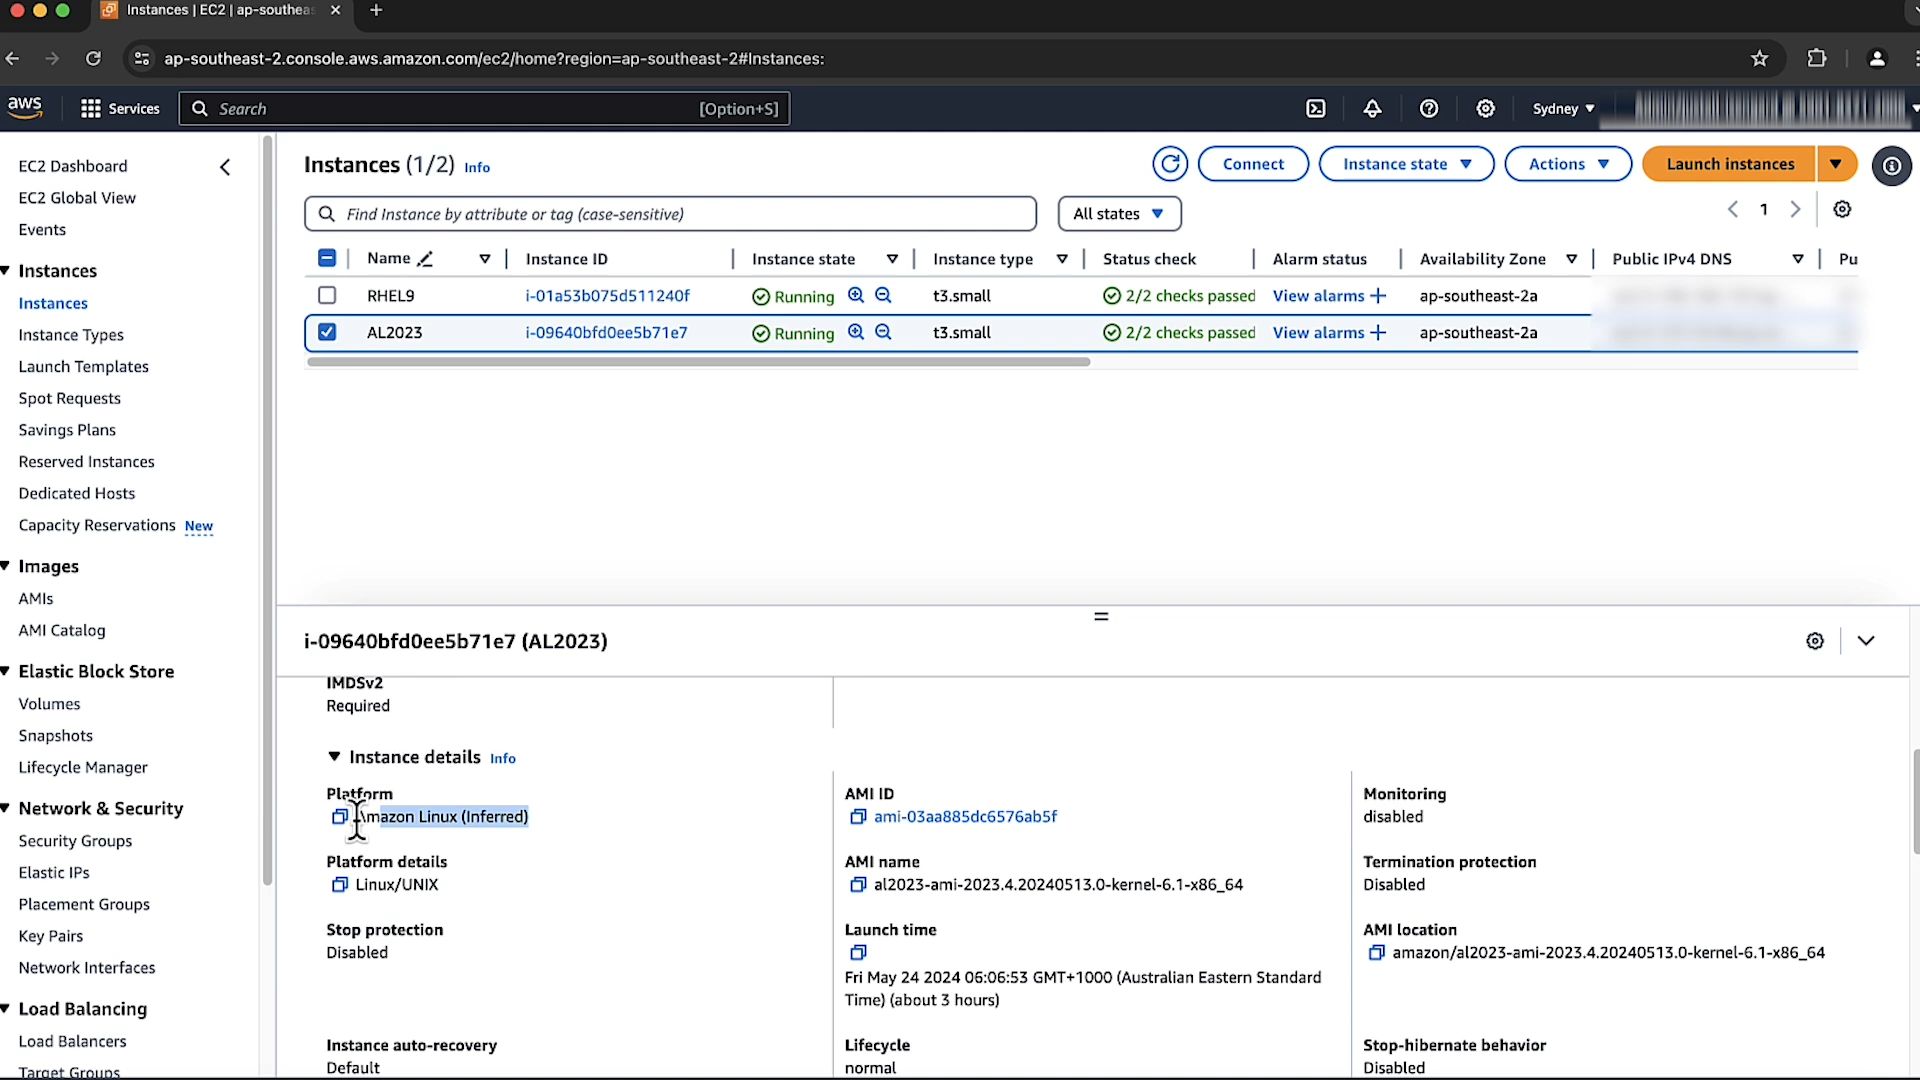 Instances | EC2 | ap-southeas
ap-southeast-2.console.aws.amazon.com/ec2/home?region=ap-southeast-2#Instances:
aws Services Search [Option+S] Sydney
EC2 Dashboard
EC2 Global View
Events
Instances
Instances
Instance Types
Launch Templates
Spot Requests
Savings Plans
Reserved Instances
Dedicated Hosts
Capacity Reservations New
Images
AMIs
AMI Catalog
Elastic Block Store
Volumes
Snapshots
Lifecycle Manager
Network & Security
Security Groups
Elastic IPs
Placement Groups
Key Pairs
Network Interfaces
Load Balancing
Load Balancers
Target Groups
Instances (1/2) Info Connect Instance state Actions Launch instances
Find Instance by attribute or tag (case-sensitive) All states 1
Name Instance ID Instance state Instance type Status check Alarm status Availability Zone Public IPv4 DNS Pu
RHEL9 i-01a53b075d511240f Running t3.small 2/2 checks passed View alarms + ap-southeast-2a
AL2023 i-09640bfd0ee5b71e7 Running t3.small 2/2 checks passed View alarms + ap-southeast-2a
i-09640bfd0ee5b71e7 (AL2023)
IMDSv2
Required
Instance details Info
Platform
Amazon Linux (Inferred)
Platform details
Linux/UNIX
Stop protection
Disabled
Instance auto-recovery
Default
AMI ID
ami-03aa885dc6576ab5f
AMI name
al2023-ami-2023.4.20240513.0-kernel-6.1-x86_64
Launch time
Fri May 24 2024 06:06:53 GMT+1000 (Australian Eastern Standard
Time) (about 3 hours)
Lifecycle
normal
Monitoring
disabled
Termination protection
Disabled
AMI location
amazon/al2023-ami-2023.4.20240513.0-kernel-6.1-x86_64
Stop-hibernate behavior
Disabled